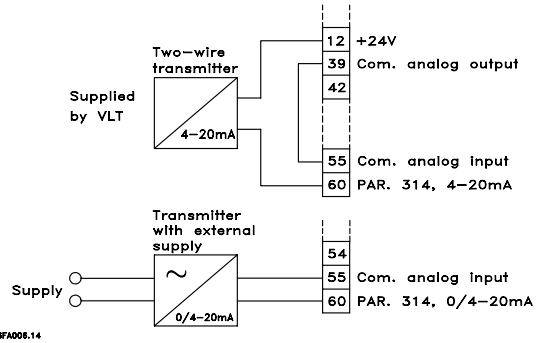 12 +24V
Two-wire
transmitter
39 Com. analog output
42
Supplied
by VLT
4-20mA
55 Com. analog input
60 PAR. 314, 4-20mA
Transmitter
with external
supply
54
~
55 Com. analog input
Supply
60 PAR. 314, 0/4-20mA
0/4-20mA